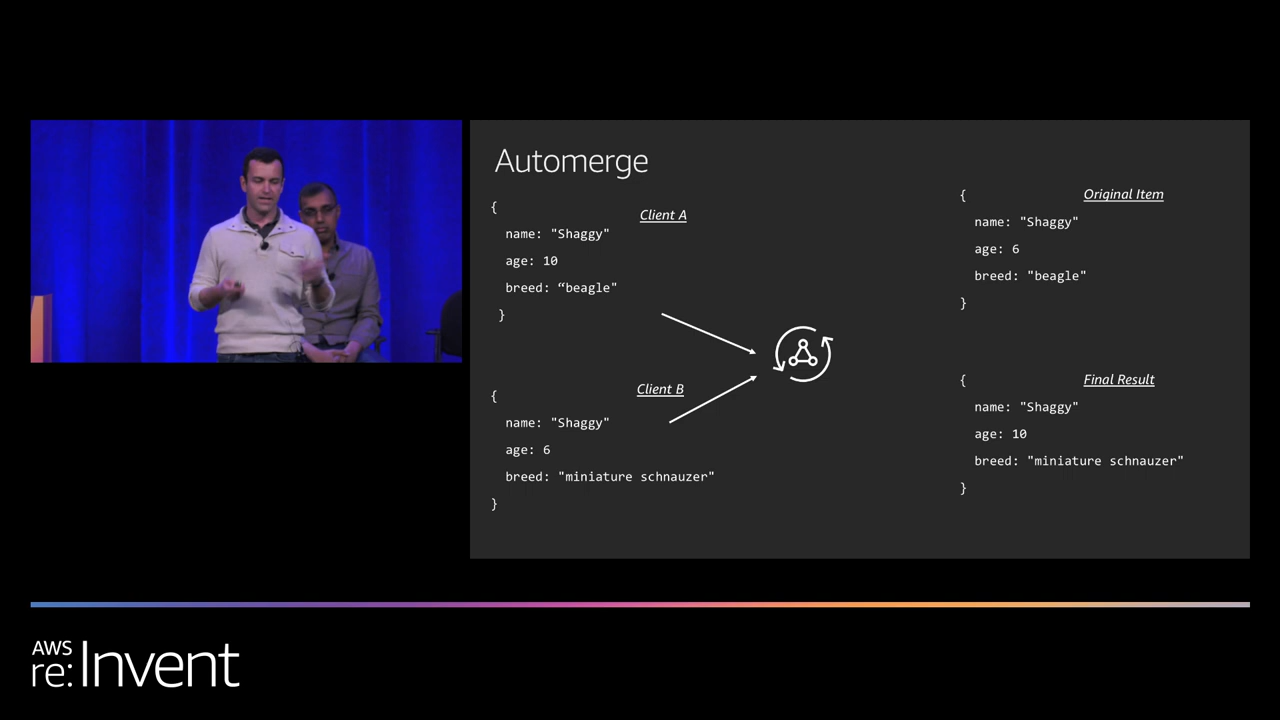 Automerge
{
Client A
name: "Shaggy"
age: 10
breed: “beagle"
}
{
Client B
name: "Shaggy"
age: 6
breed: "miniature schnauzer"
}
{
Original Item
name: "Shaggy"
age: 6
breed: "beagle"
}
{
Final Result
name: "Shaggy"
age: 10
breed: "miniature schnauzer"
}
AWS
re:Invent